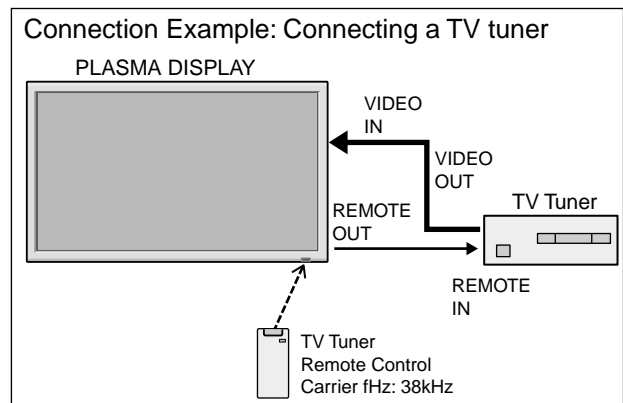 Connection Example: Connecting a TV tuner
PLASMA DISPLAY
VIDEO
IN
VIDEO
OUT
TV Tuner
REMOTE
OUT
REMOTE
IN
TV Tuner
Remote Control
Carrier fHz: 38kHz